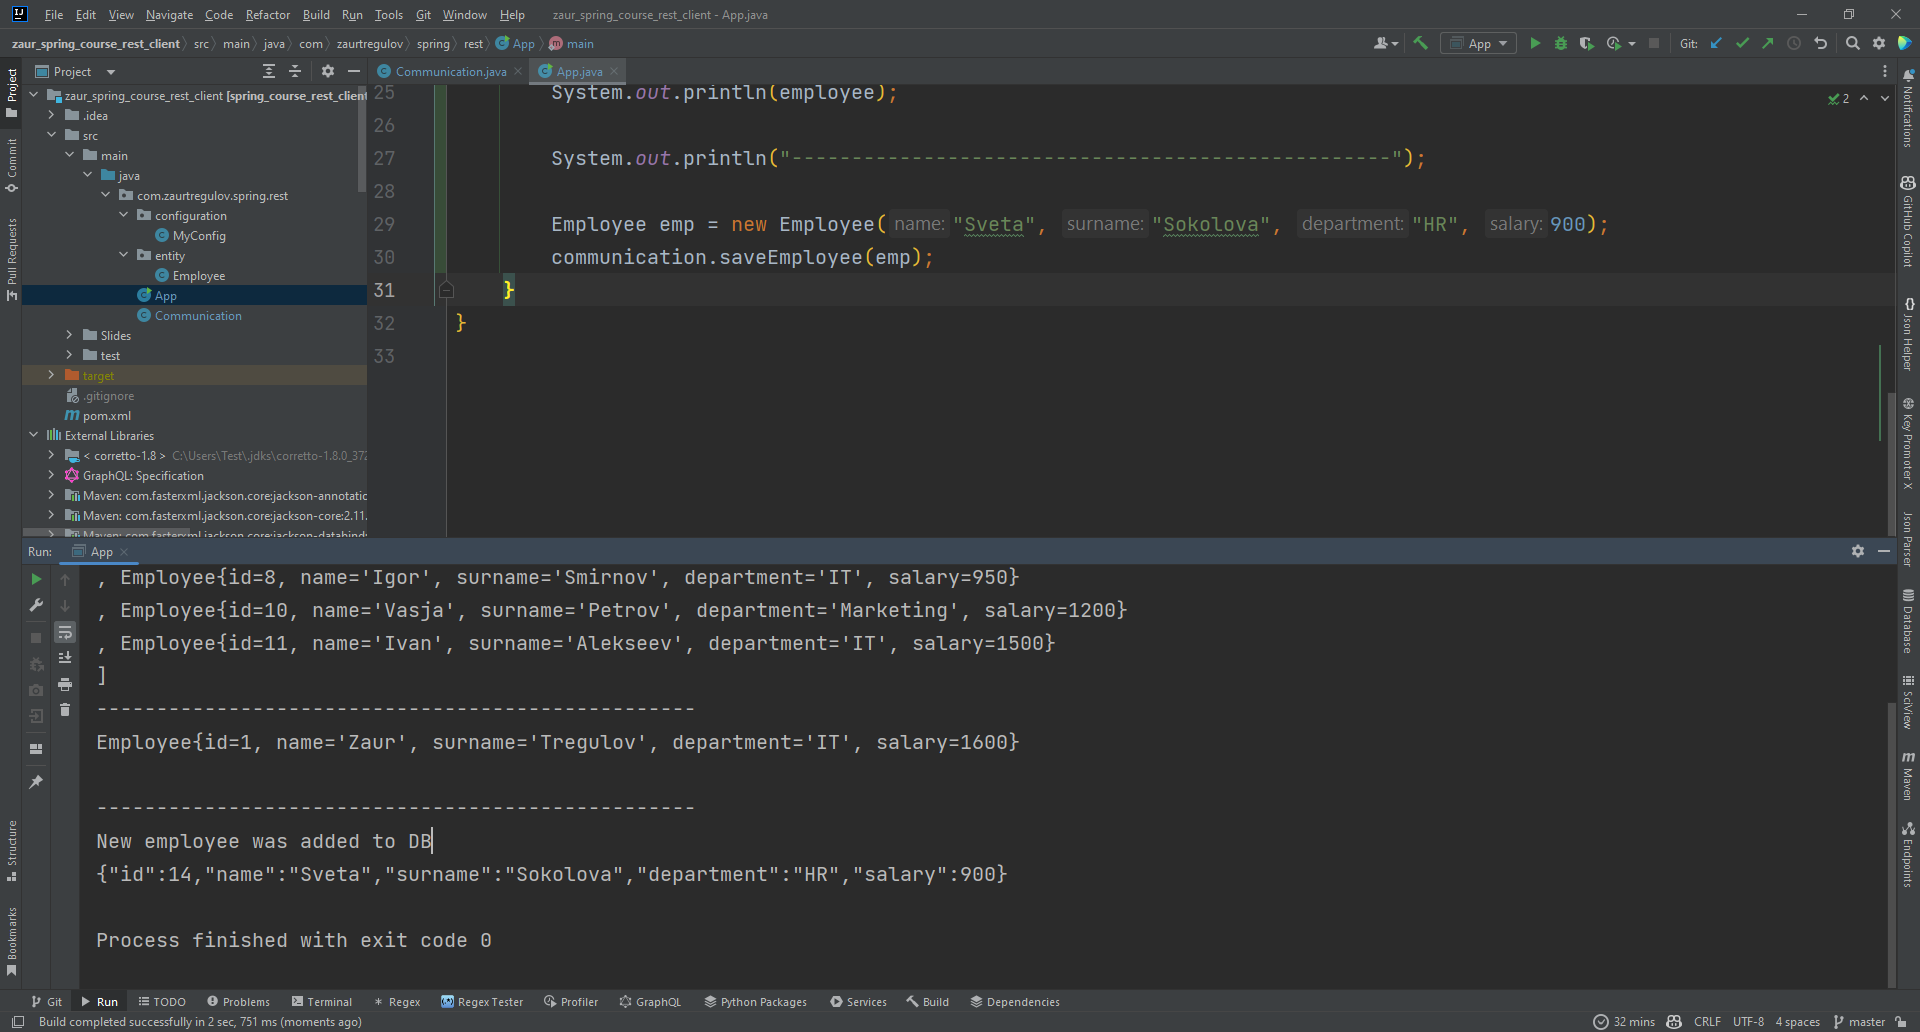 File Edit View Navigate Code Refactor Build Run Tools Git Window Help zaur_spring_course_rest_client - App.java
zaur_spring_course_rest_client src main java com zaurtregulov spring rest App main
App Git:
Project
Communication.java App.java
zaur_spring_course_rest_client [spring_course_rest_client
.idea
src
main
java
com.zaurtregulov.spring.rest
configuration
MyConfig
entity
Employee
App
Communication
Slides
test
target
.gitignore
pom.xml
External Libraries
< corretto-1.8 > C:\Users\Test\.jdks\corretto-1.8.0_372
GraphQL: Specification
Maven: com.fasterxml.jackson.core:jackson-annotatio
Maven: com.fasterxml.jackson.core:jackson-core:2.11.
Maven: com.fasterxml.jackson.core:jackson-databind:
25 System.out.println(employee);
2
26
27 System.out.println("--------------------------------------------------");
28
29 Employee emp = new Employee( name: "Sveta", surname: "Sokolova", department: "HR", salary: 900);
30 communication.saveEmployee(emp);
31 }
32 }
33
Project
Commit
Pull Requests
Structure
Bookmarks
Notifications
GitHub Copilot
{} Json Helper
Key Promoter X
Json Parser
Database
SciView
Maven
Endpoints
Run: App
, Employee{id=8, name='Igor', surname='Smirnov', department='IT', salary=950}
, Employee{id=10, name='Vasja', surname='Petrov', department='Marketing', salary=1200}
, Employee{id=11, name='Ivan', surname='Alekseev', department='IT', salary=1500}
]
--------------------------------------------------
Employee{id=1, name='Zaur', surname='Tregulov', department='IT', salary=1600}
--------------------------------------------------
New employee was added to DB
{"id":14,"name":"Sveta","surname":"Sokolova","department":"HR","salary":900}
Process finished with exit code 0
Git Run TODO Problems Terminal Regex Regex Tester Profiler GraphQL Python Packages Services Build Dependencies
Build completed successfully in 2 sec, 751 ms (moments ago)
32 mins CRLF UTF-8 4 spaces master